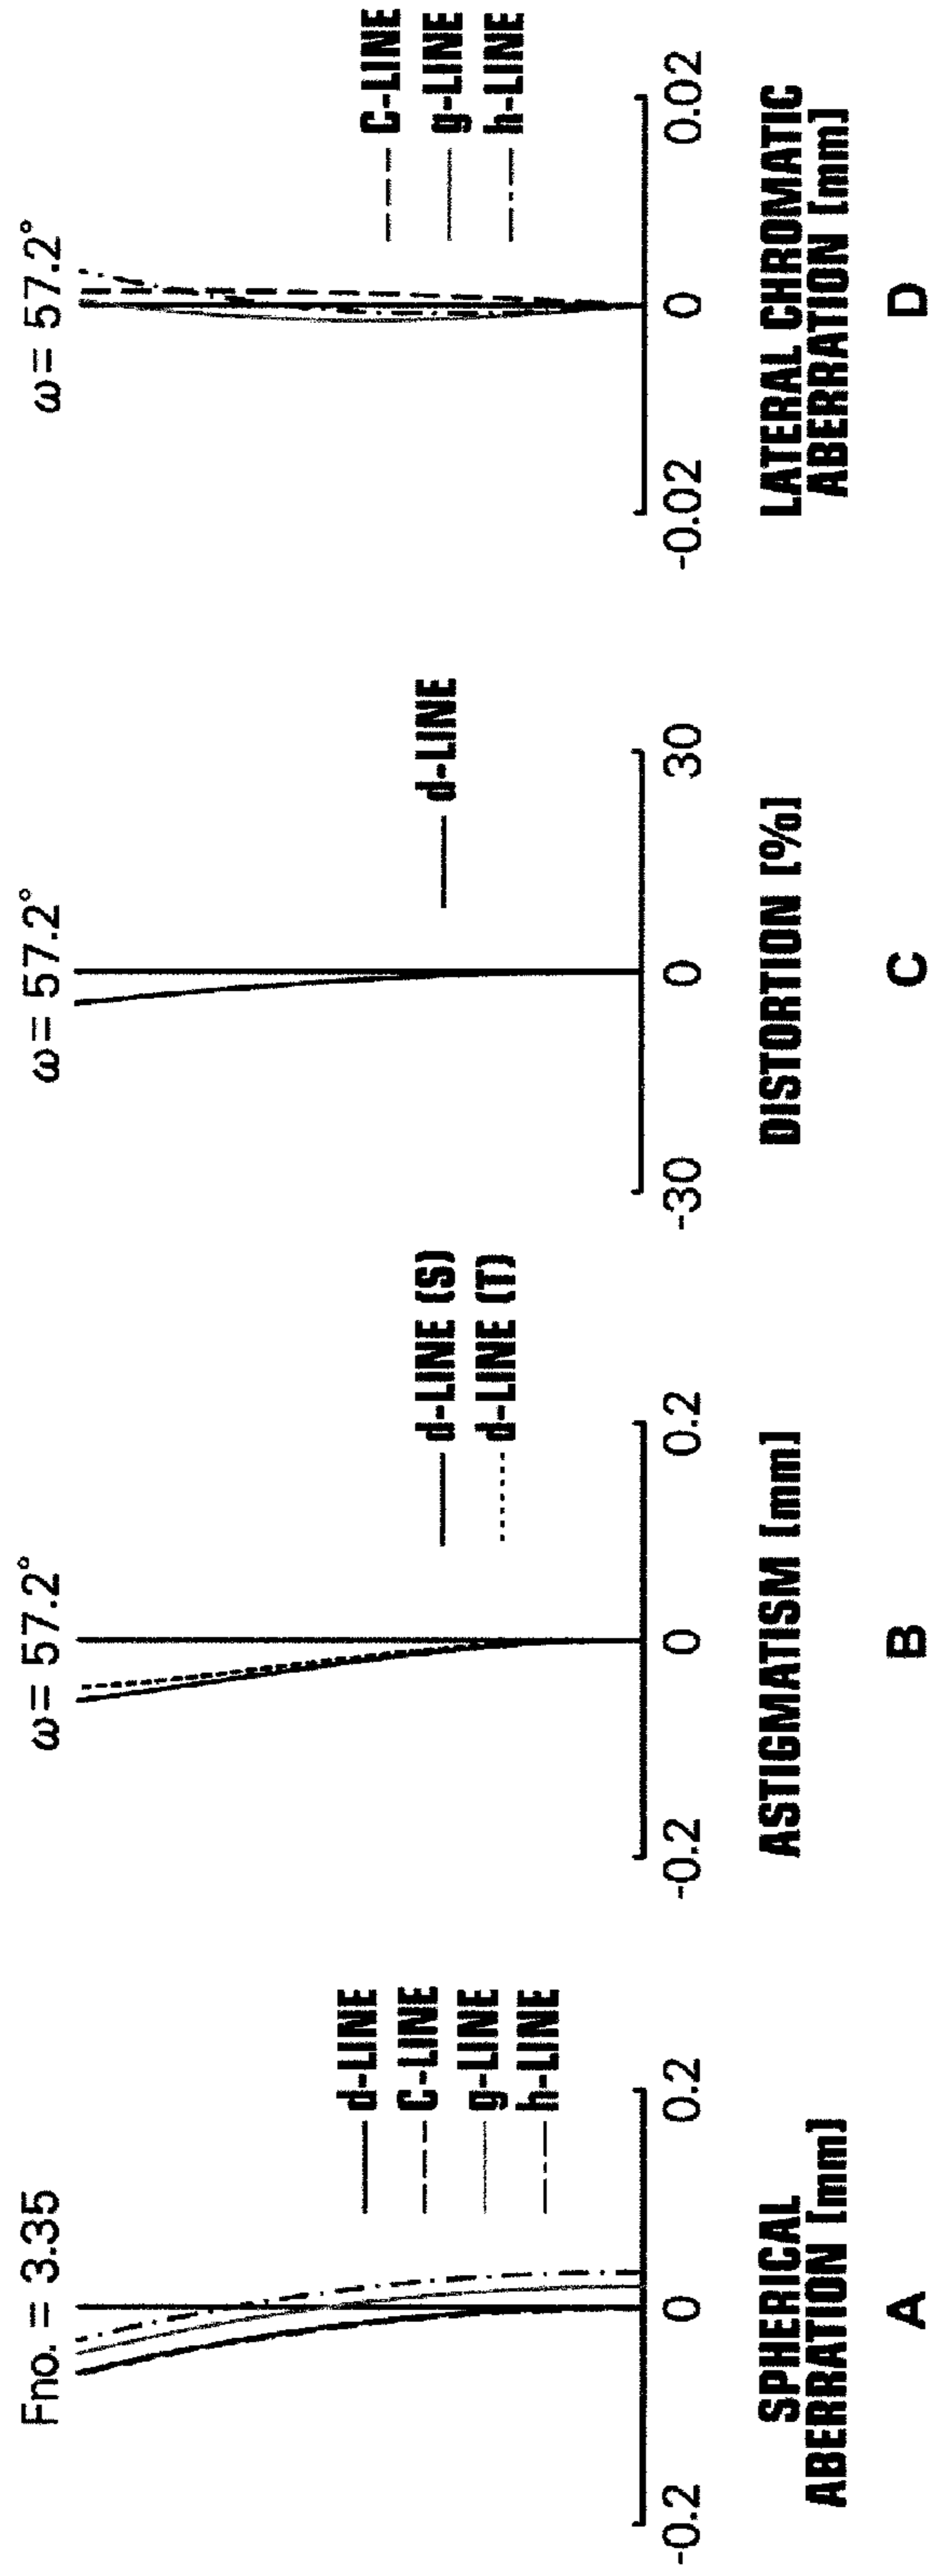 Fno. = 3.35
d-LINE
C-LINE
g-LINE
h-LINE
-0.2
0
0.2
SPHERICAL
ABERRATION [mm]
A
ω= 57.2°
d-LINE (S)
d-LINE (T)
-0.2
0
0.2
ASTIGMATISM [mm]
B
ω= 57.2°
d-LINE
-30
0
30
DISTORTION [%]
C
ω= 57.2°
C-LINE
g-LINE
h-LINE
-0.02
0
0.02
LATERAL CHROMATIC
ABERRATION [mm]
D